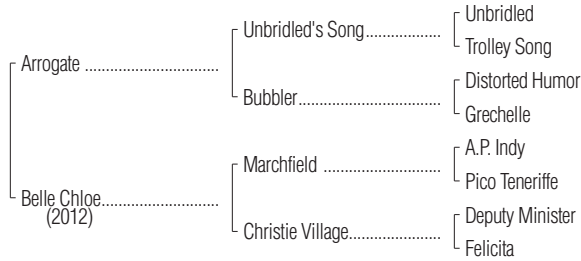 Unbridled
Unbridled's Song....................
Trolley Song
Arrogate ....................................
Distorted Humor
Bubbler......................................
Grechelle
A.P. Indy
Marchfield ...............................
Pico Teneriffe
Belle Chloe...............................
(2012)
Deputy Minister
Christie Village........................
Felicita